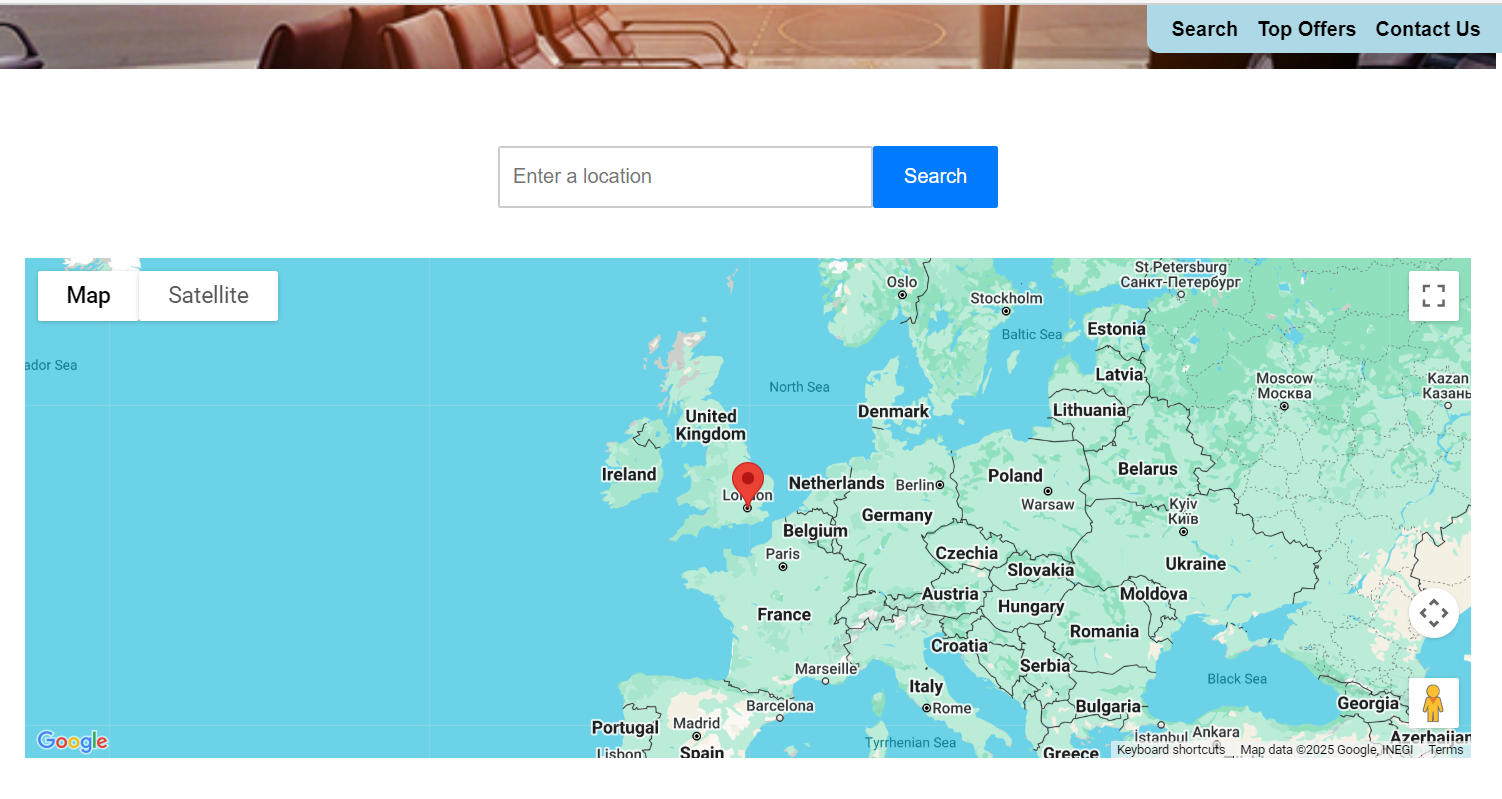 Search Top Offers Contact Us
Enter a location
Search
Map
Satellite
Oslo
Stockholm
St Petersburg
Санкт-Петербург
Baltic Sea
Estonia
ador Sea
Latvia
Moscow
Москва
Kazan
Казань
North Sea
United
Kingdom
Denmark
Lithuania
Ireland
London
Netherlands
Berlin
Poland
Warsaw
Belarus
Kyiv
Київ
Germany
Belgium
Paris
Czechia
Slovakia
Ukraine
Austria
Hungary
Moldova
France
Romania
Croatia
Serbia
Marseille
Italy
Rome
Black Sea
Bulgaria
Georgia
Barcelona
Portugal
Madrid
Lisbon
Spain
Tyrrhenian Sea
Greece
İstanbul
Ankara
Azerbaijan
Google
Keyboard shortcuts
Map data ©2025 Google, INEGI
Terms